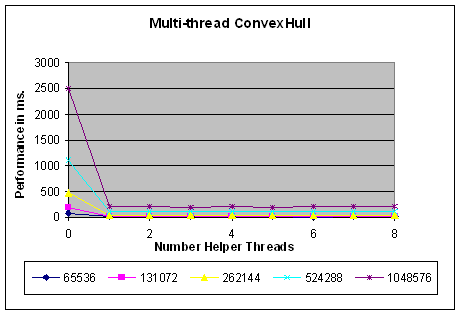 Multi-thread ConvexHull
Performance in ms.
3000
2500
2000
1500
1000
500
0
0 2 4 6 8
Number Helper Threads
65536 131072 262144 524288 1048576